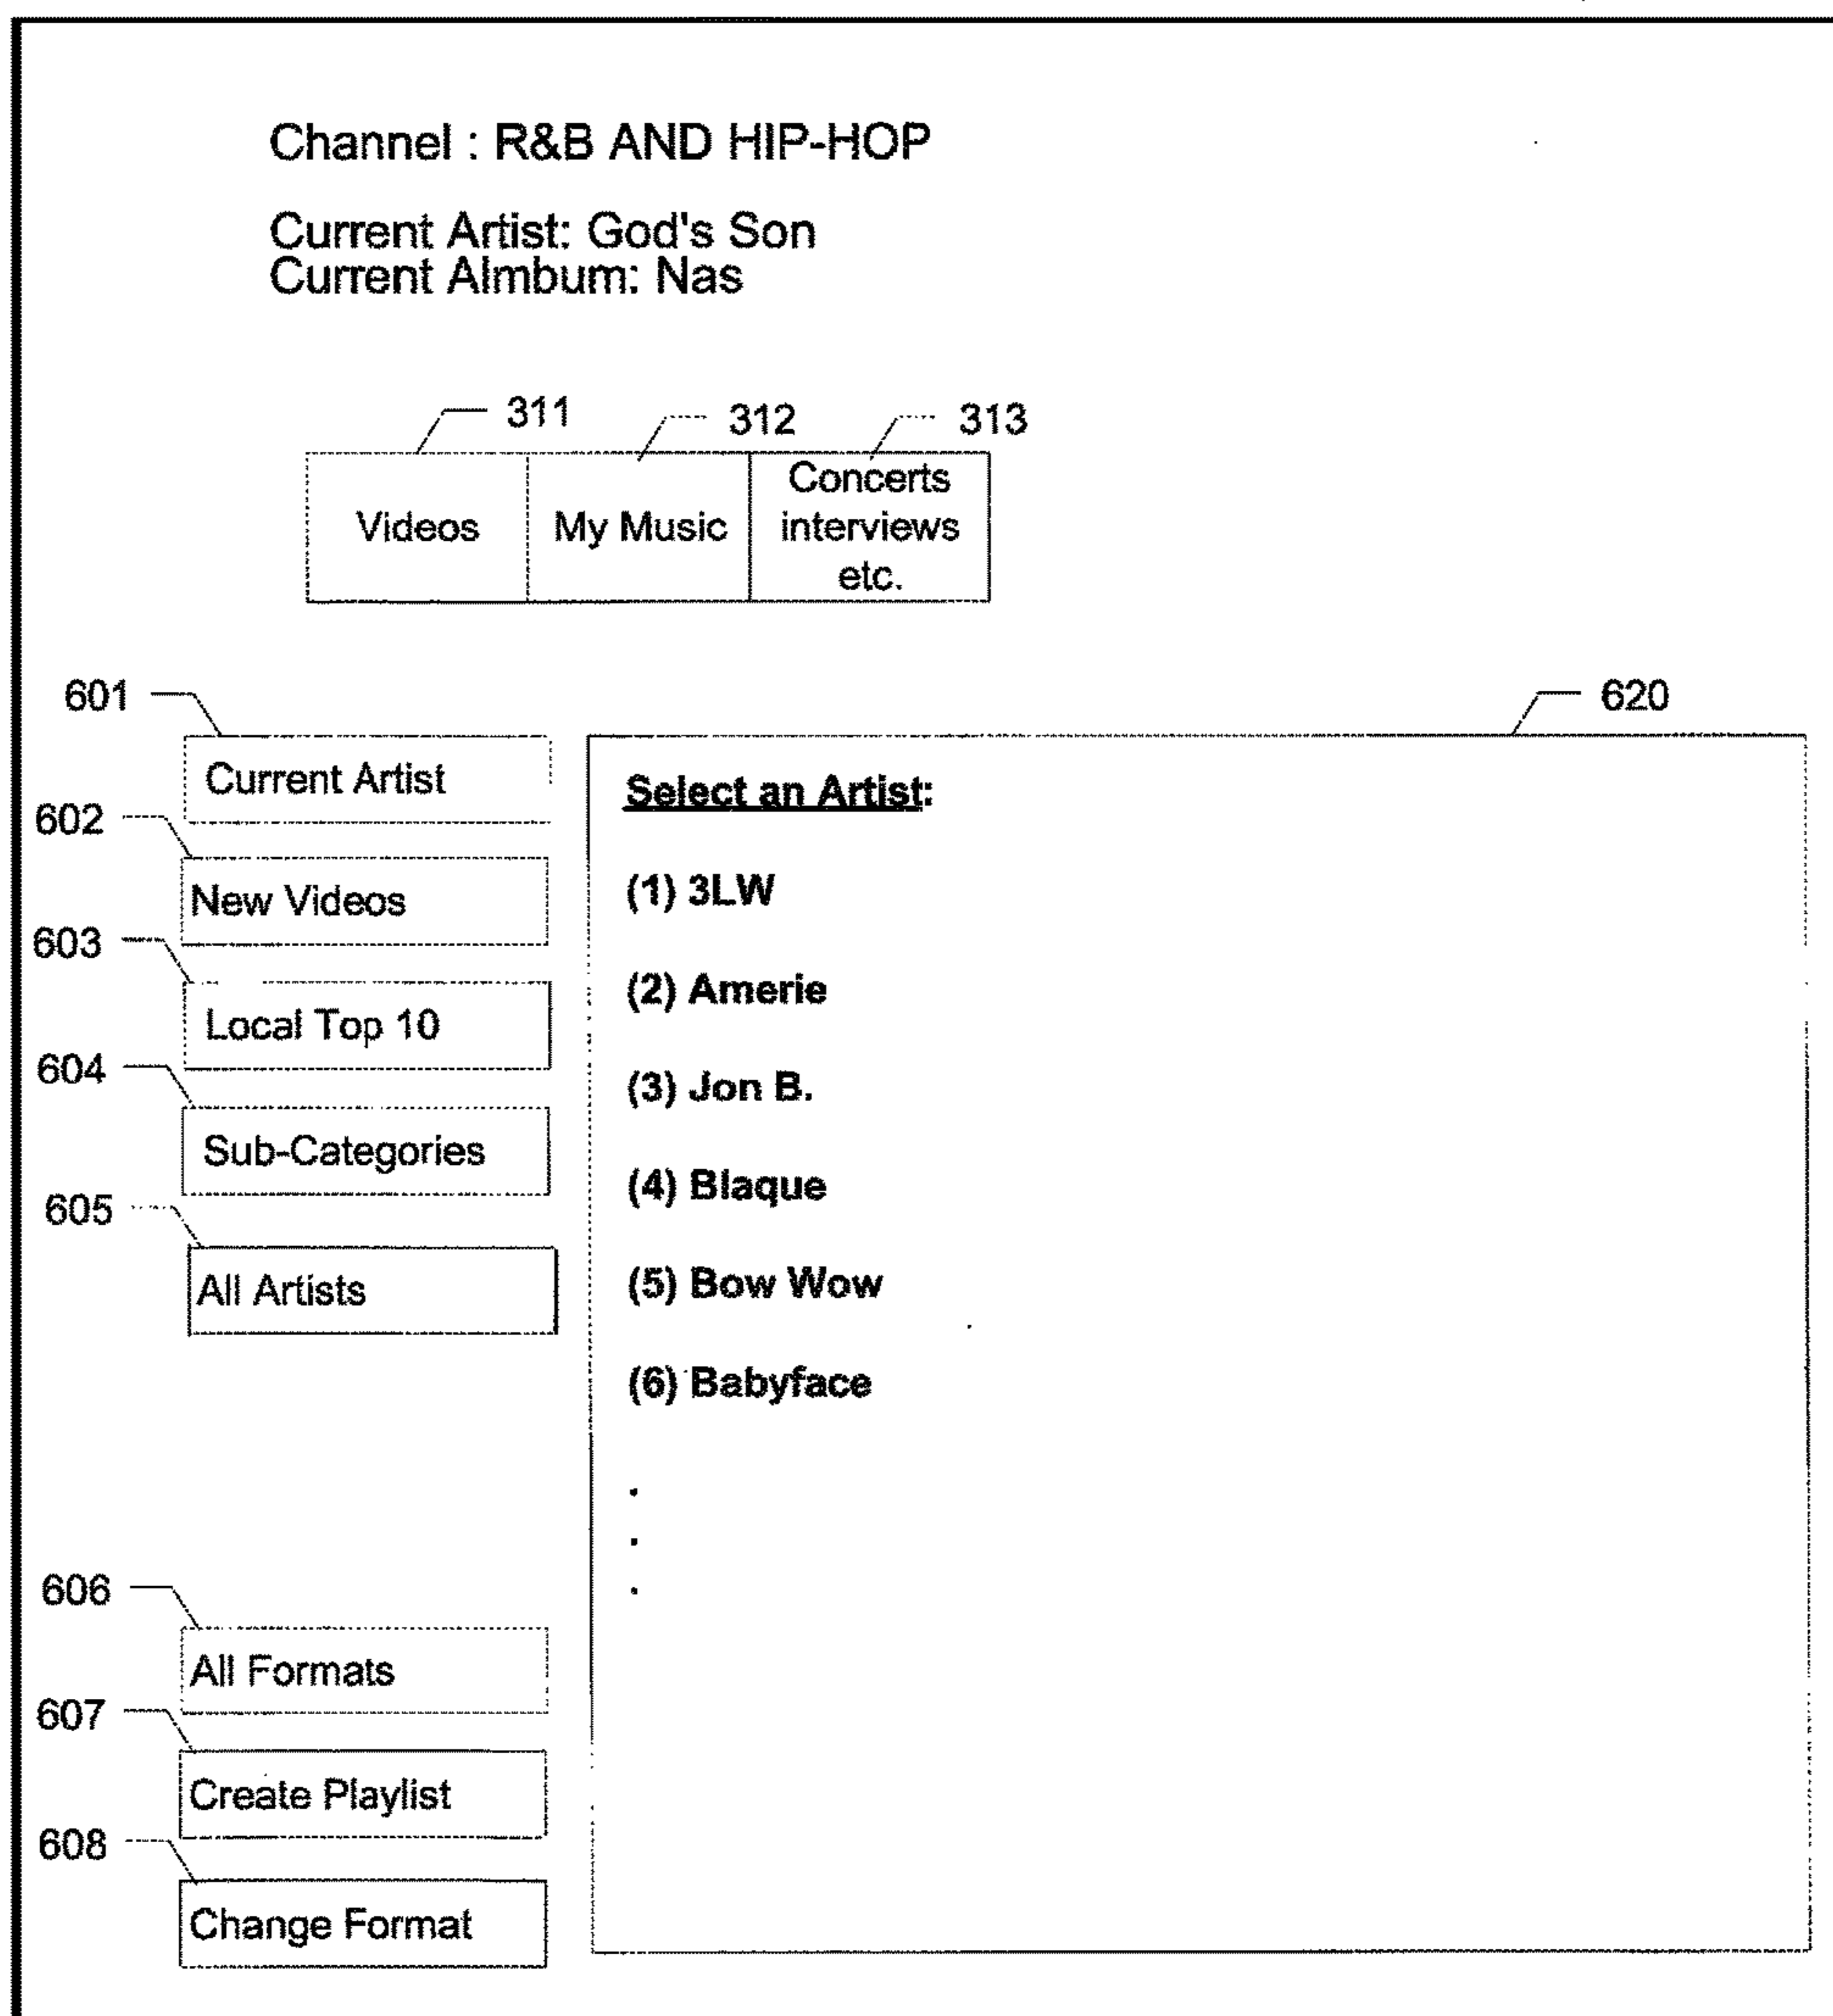 Channel : R&B AND HIP-HOP
Current Artist: God's Son
Current Almbum: Nas
311
312
313
Videos
My Music
Concerts
interviews
etc.
601
620
Current Artist
Select an Artist:
602
New Videos
(1) 3LW
603
(2) Amerie
Local Top 10
604
(3) Jon B.
Sub-Categories
(4) Blaque
605
All Artists
(5) Bow Wow
(6) Babyface
.
.
.
606
All Formats
607
Create Playlist
608
Change Format